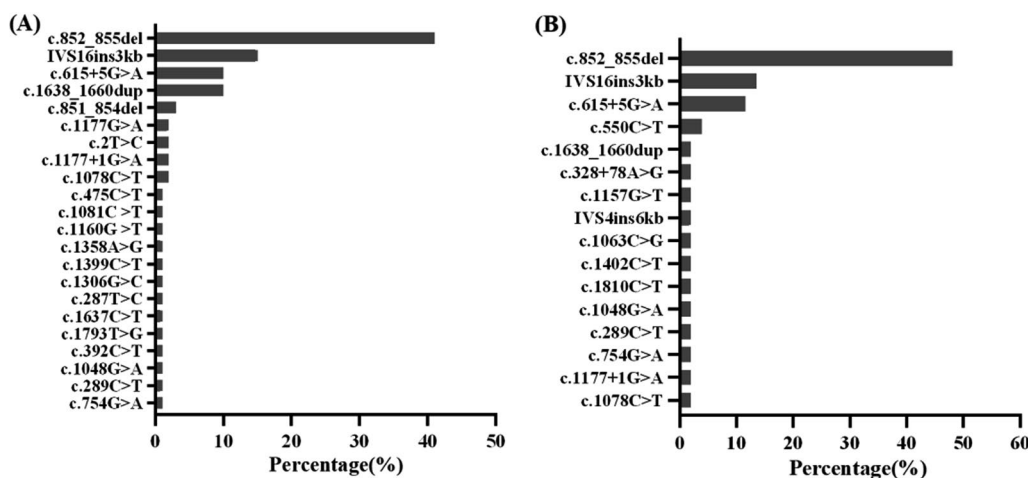 (A)
c.852_855del
IVS16ins3kb
c.615+5G>A
c.1638_1660dup
c.851_854del
c.1177G>A
c.2T>C
c.1177+1G>A
c.1078C>T
c.475C>T
c.1081C >T
c.1160G >T
c.1358A>G
c.1399C>T
c.1306G>C
c.287T>C
c.1637C>T
c.1793T>G
c.392C>T
c.1048G>A
c.289C>T
c.754G>A
0 10 20 30 40 50
Percentage(%)
(B)
c.852_855del
IVS16ins3kb
c.615+5G>A
c.550C>T
c.1638_1660dup
c.328+78A>G
c.1157G>T
IVS4ins6kb
c.1063C>G
c.1402C>T
c.1810C>T
c.1048G>A
c.289C>T
c.754G>A
c.1177+1G>A
c.1078C>T
0 10 20 30 40 50 60
Percentage(%)